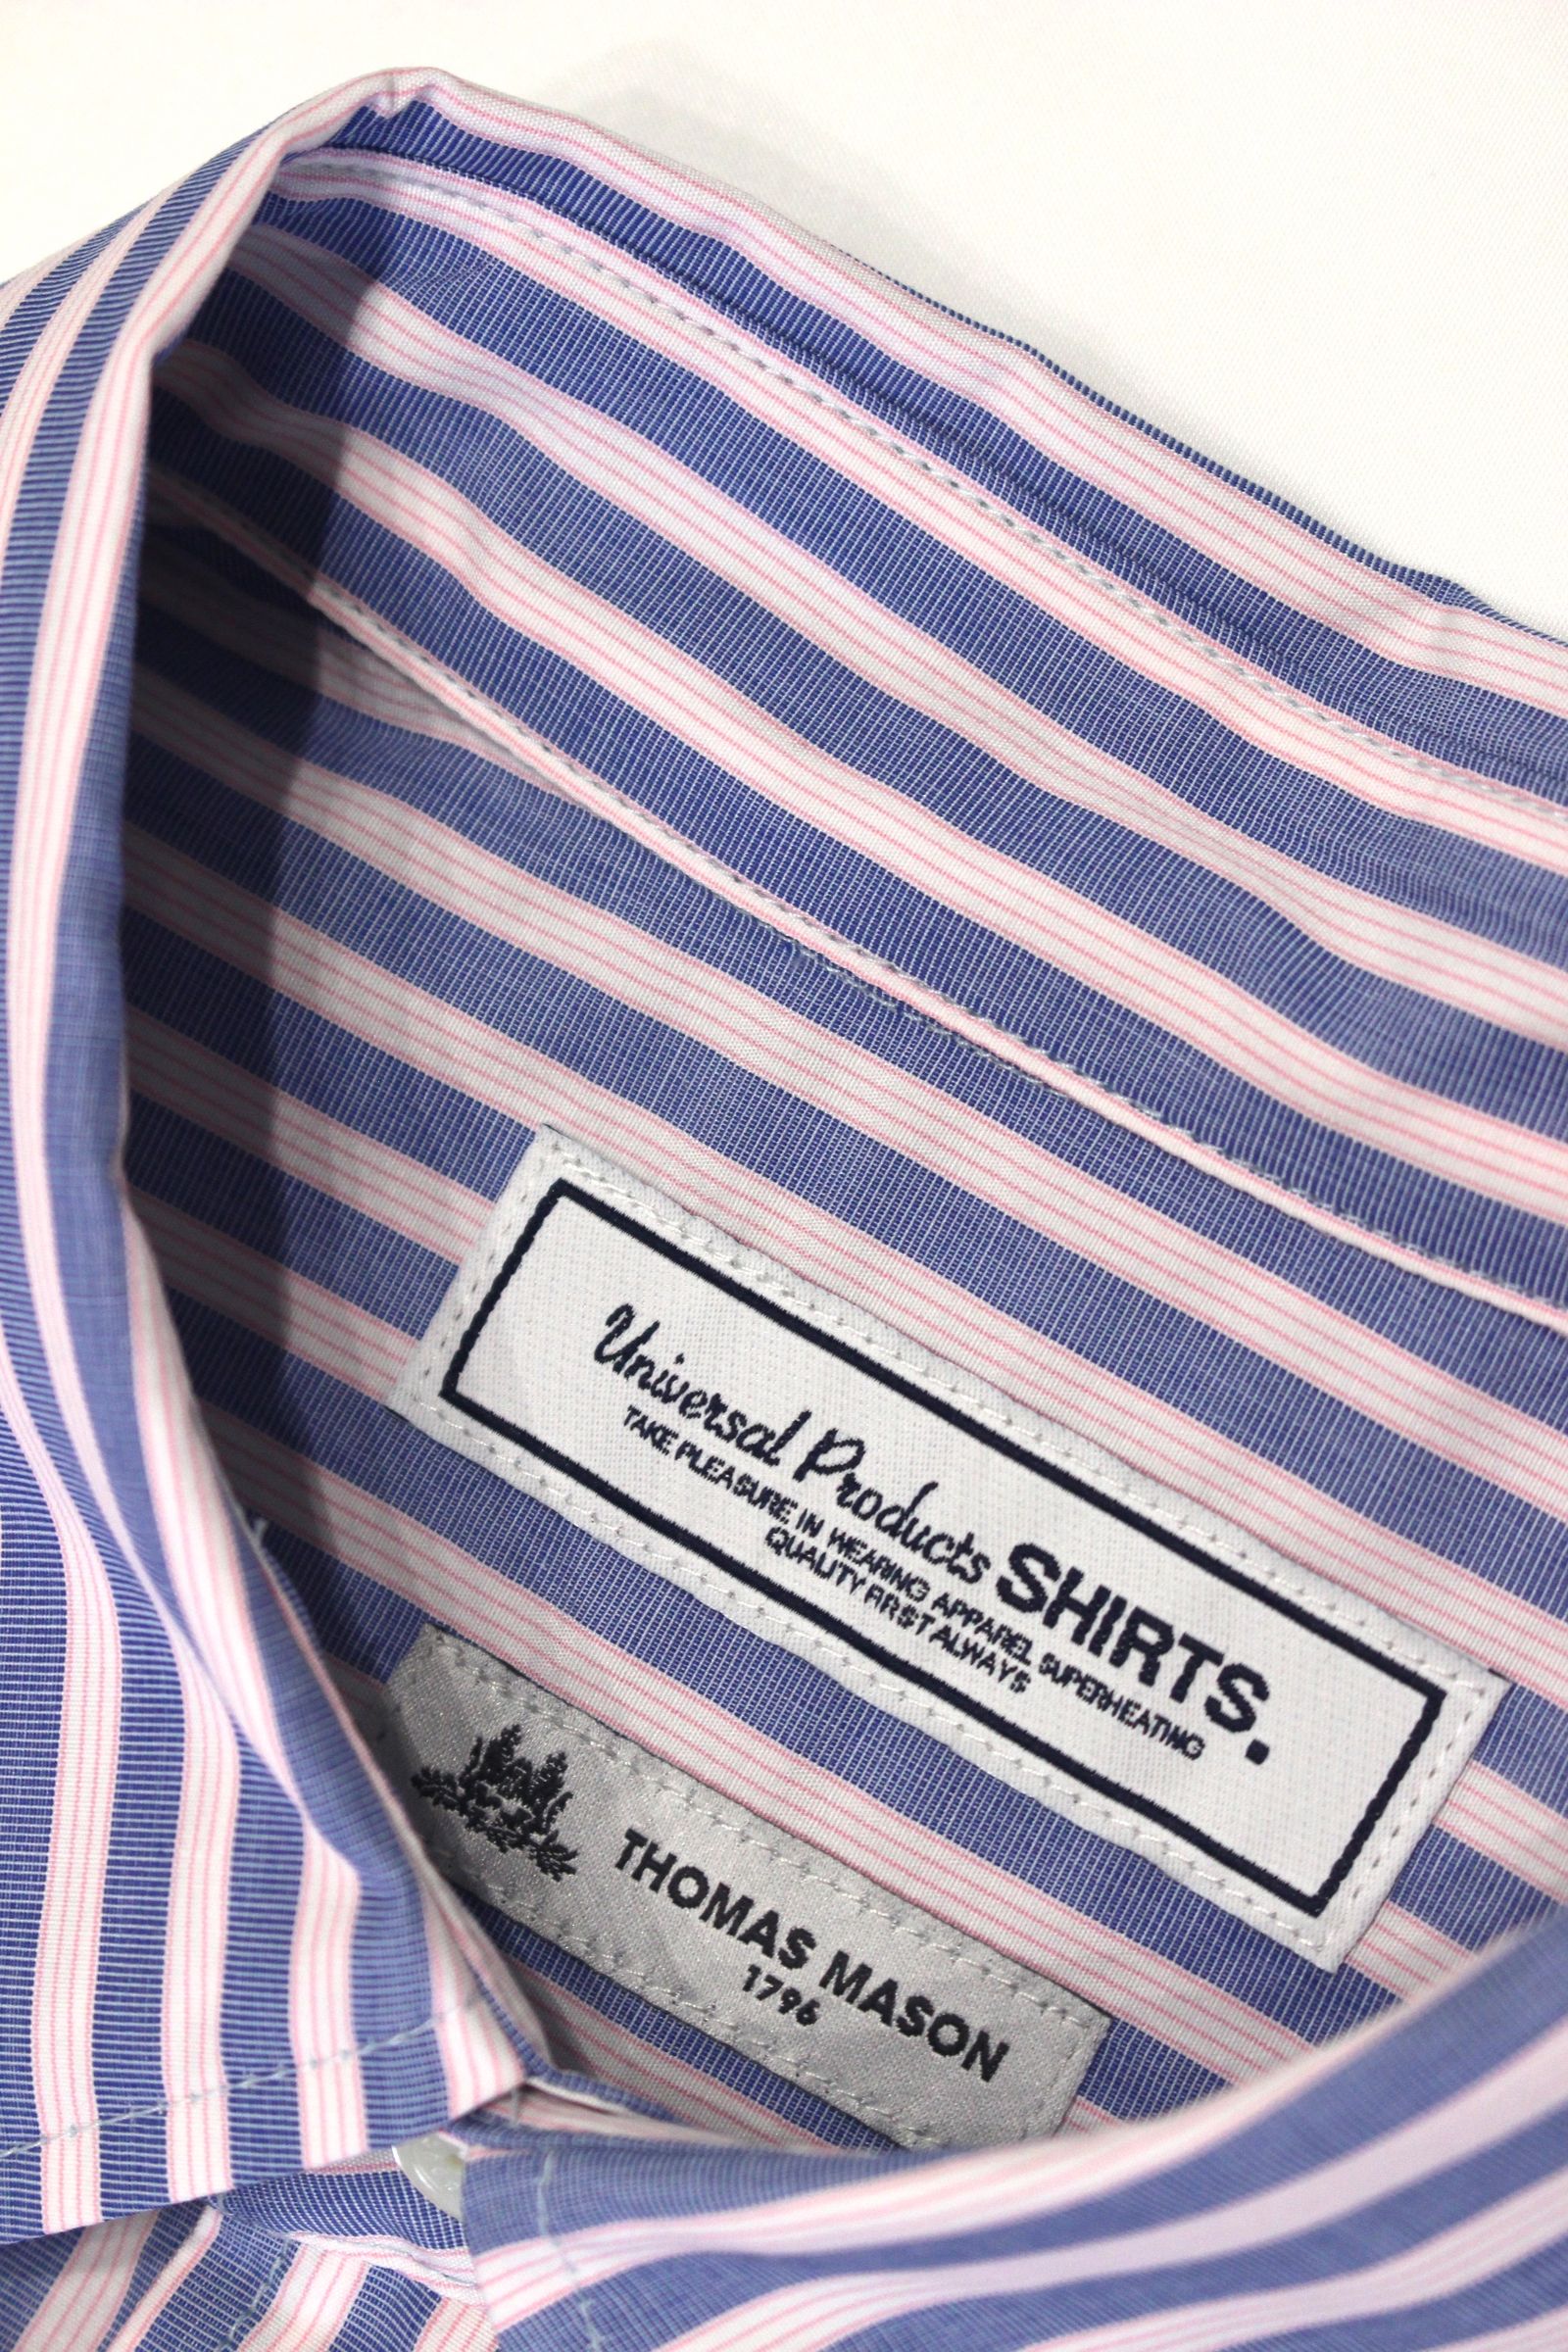 Universal Products SHIRTS.
TAKE PLEASURE IN WEARING APPAREL SUPERHEATING
QUALITY FIRST ALWAYS
THOMAS MASON
1796